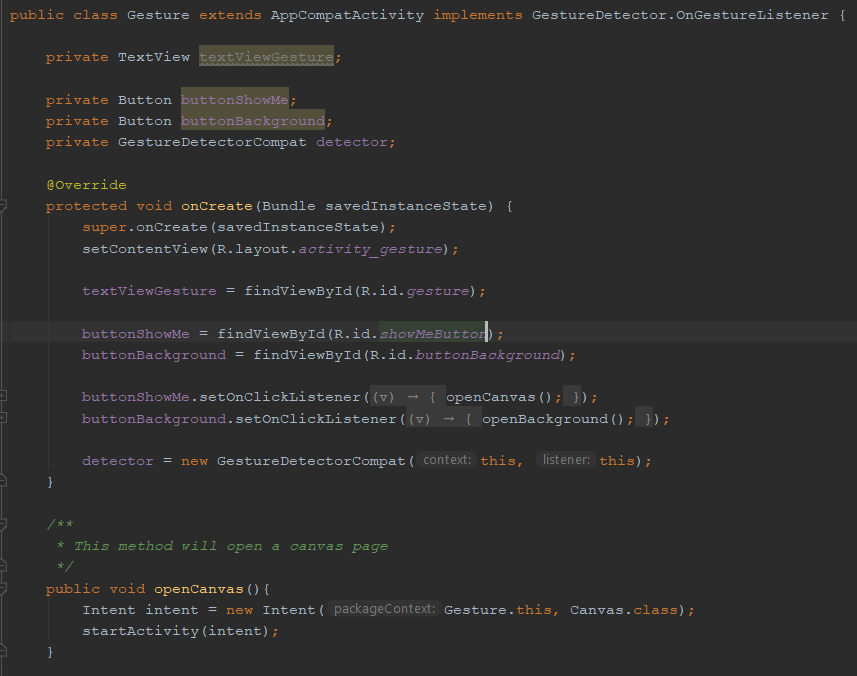 public class Gesture extends AppCompatActivity implements GestureDetector.OnGestureListener {
private TextView textViewGesture;
private Button buttonShowMe;
private Button buttonBackground;
private GestureDetectorCompat detector;
@Override
protected void onCreate(Bundle savedInstanceState) {
super.onCreate(savedInstanceState);
setContentView(R.layout.activity_gesture);
textViewGesture = findViewById(R.id.gesture);
buttonShowMe = findViewById(R.id.showMeButton);
buttonBackground = findViewById(R.id.buttonBackground);
buttonShowMe.setOnClickListener((v) → { openCanvas(); });
buttonBackground.setOnClickListener((v) → { openBackground(); });
detector = new GestureDetectorCompat( context: this, listener: this);
}
/**
* This method will open a canvas page
*/
public void openCanvas(){
Intent intent = new Intent( packageContext: Gesture.this, Canvas.class);
startActivity(intent);
}